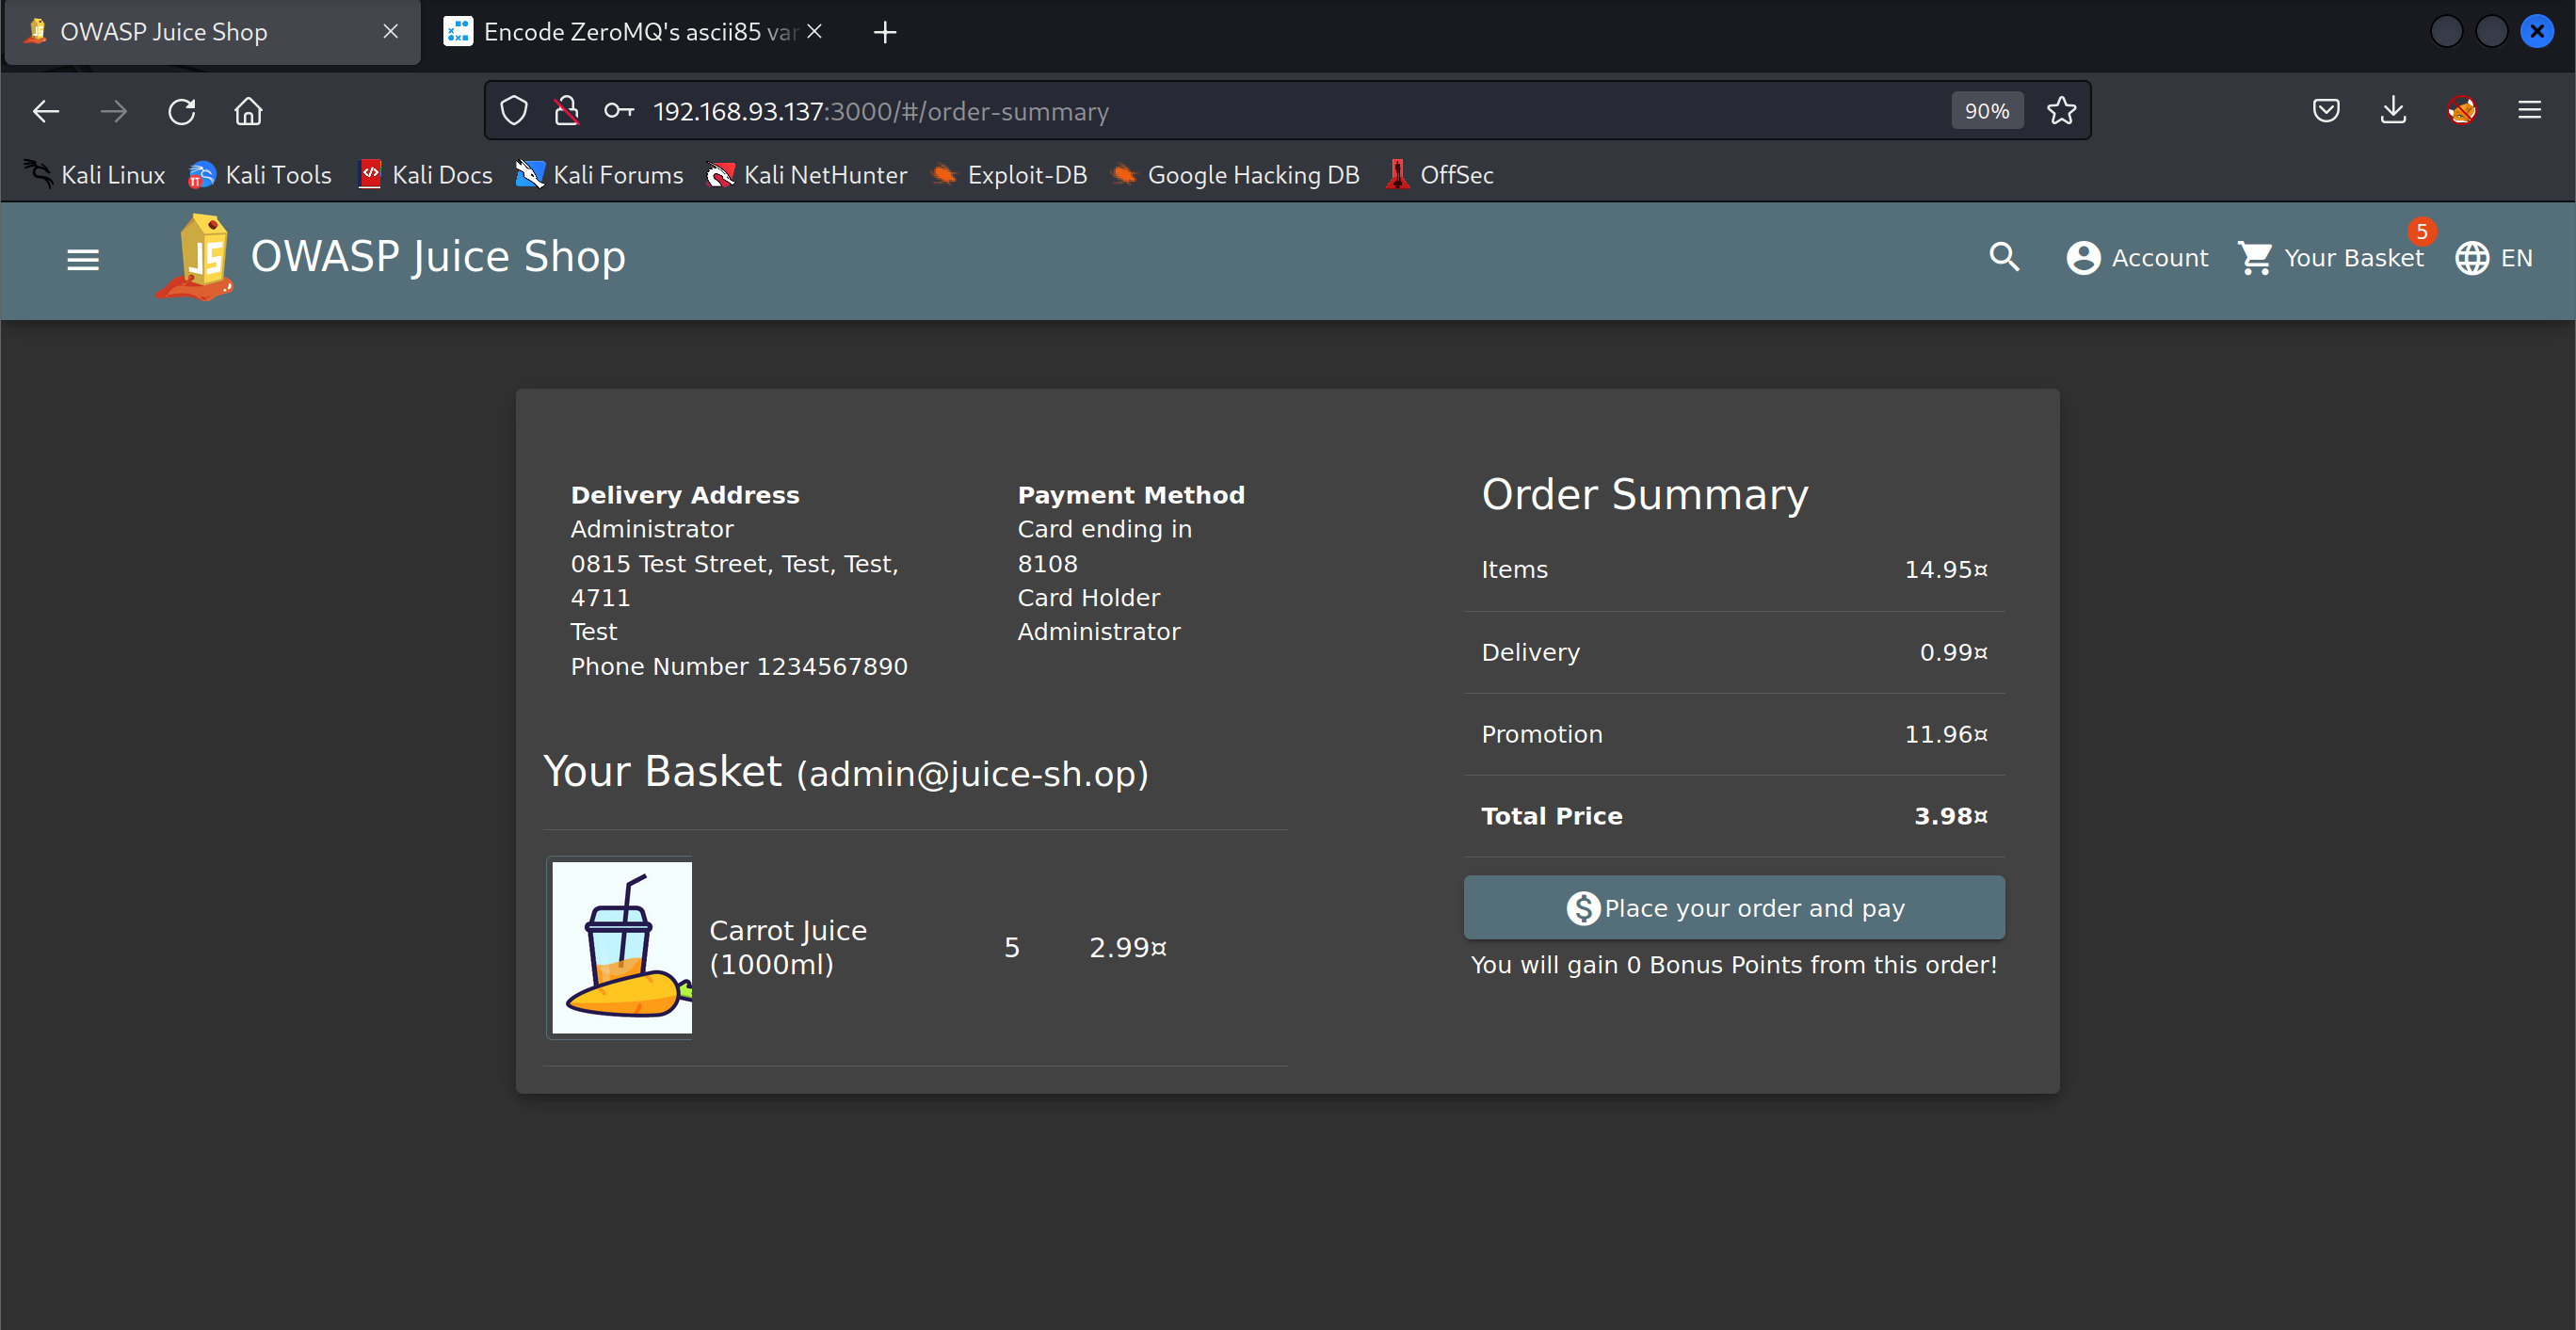 OWASP Juice Shop
Encode ZeroMQ's ascii85 var
192.168.93.137:3000/#/order-summary
90%
Kali Linux
Kali Tools
Kali Docs
Kali Forums
Kali NetHunter
Exploit-DB
Google Hacking DB
OffSec
OWASP Juice Shop
Account
Your Basket
5
EN
Delivery Address
Administrator
0815 Test Street, Test, Test,
4711
Test
Phone Number 1234567890
Payment Method
Card ending in
8108
Card Holder
Administrator
Your Basket (admin@juice-sh.op)
Carrot Juice
(1000ml)
5
2.99¤
Order Summary
Items 14.95¤
Delivery 0.99¤
Promotion 11.96¤
Total Price 3.98¤
Place your order and pay
You will gain 0 Bonus Points from this order!